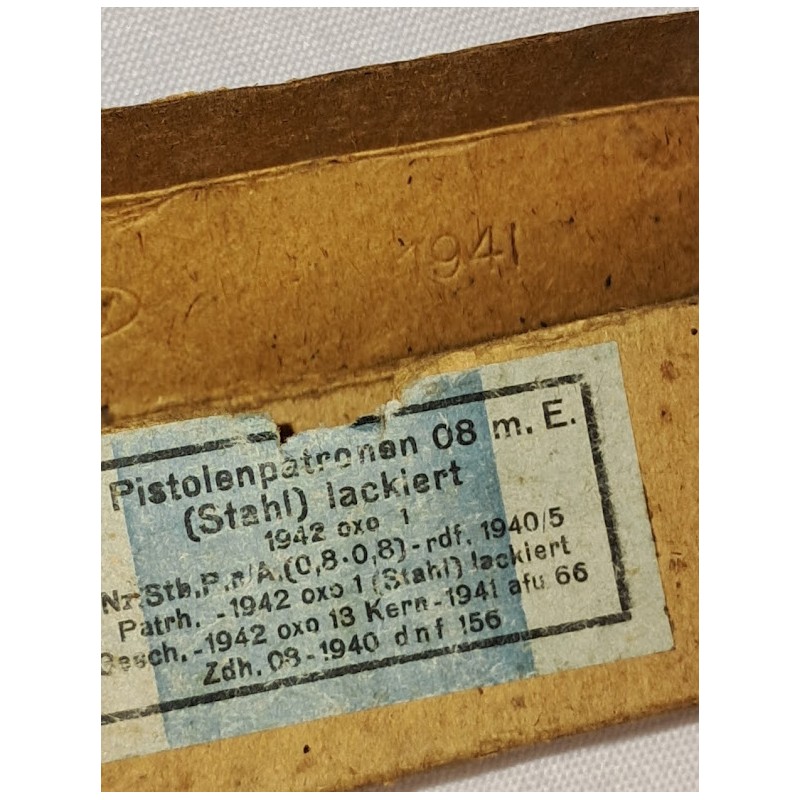 1941
Pistolenpatronen 08 m. E.
(Stahl) lackiert
1942 oxo 1
Nz.Stb.P.n/A.(0,8·0,8)-rdf. 1940/5
Patrh. -1942 oxo 1 (Stahl) lackiert
Gesch.-1942 oxo 13 Kern-1941 afu 66
Zdh. 08-1940 dnf 156